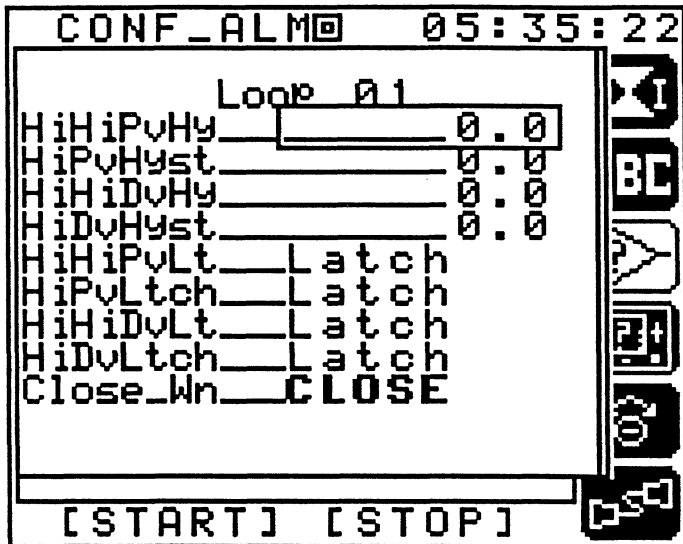 CONF_ALM 05:35:22
Loop 01
HiHiPvHy 0.0
HiPvHyst 0.0
HiHiDvHy 0.0
HiDvHyst 0.0
HiHiPvLt Latch
HiPvLtch Latch
HiHiDvLt Latch
HiDvLtch Latch
Close_Wn CLOSE
[START] [STOP]